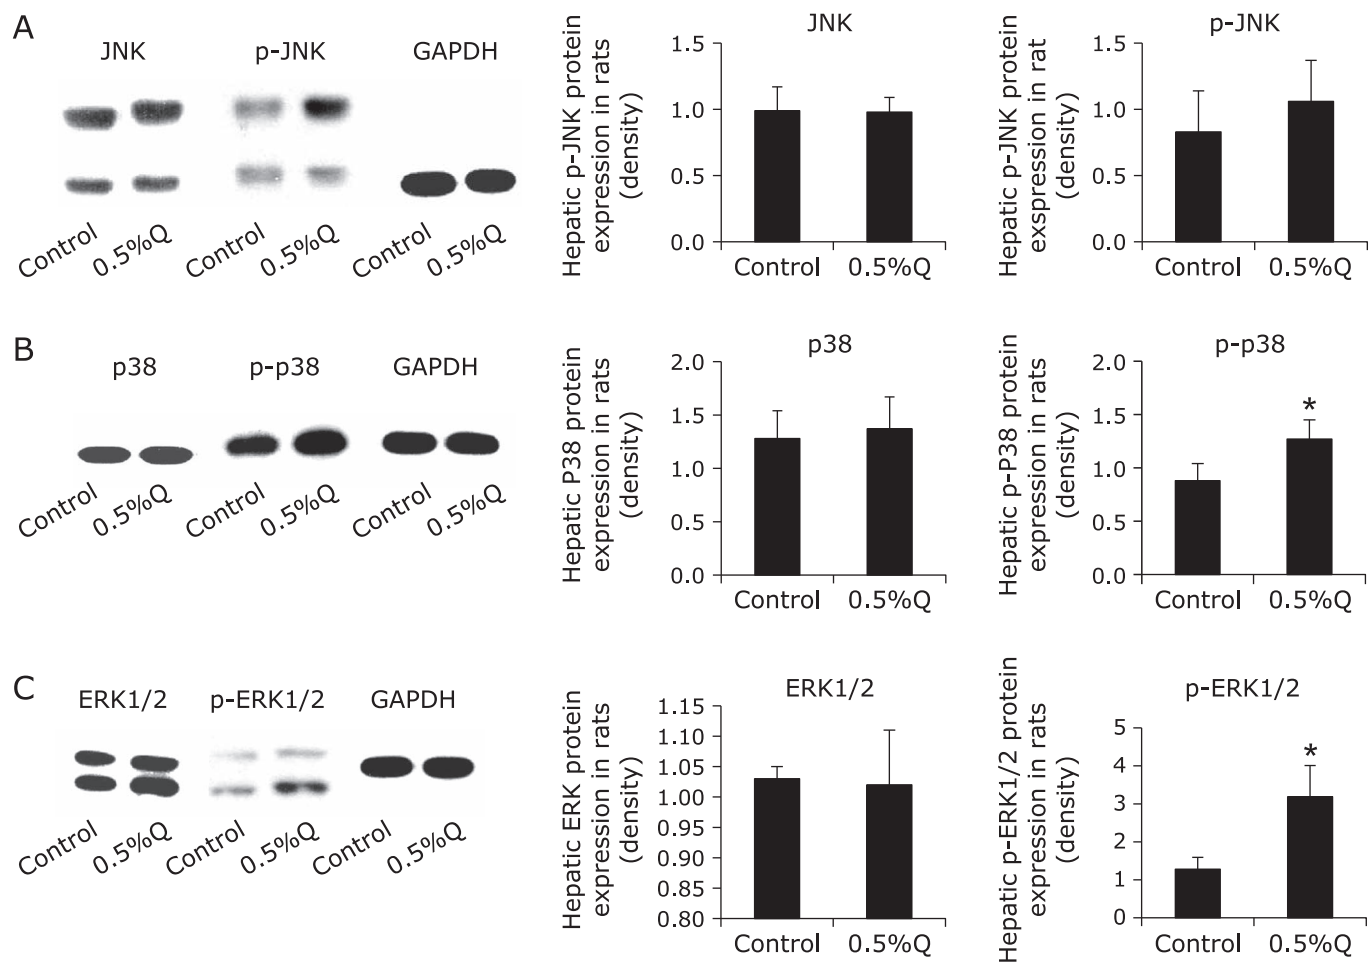 A
JNK
p-JNK
GAPDH
Control
0.5%Q
Control
0.5%Q
Control
0.5%Q
JNK
Hepatic p-JNK protein
expression in rats
(density)
1.5
1.0
0.5
0.0
Control
0.5%Q
p-JNK
Hepatic p-JNK protein
exspression in rat
(density)
1.5
1.0
0.5
0.0
Control
0.5%Q
B
p38
p-p38
GAPDH
Control
0.5%Q
Control
0.5%Q
Control
0.5%Q
p38
Hepatic P38 protein
expression in rats
(density)
2.0
1.5
1.0
0.5
0.0
Control
0.5%Q
p-p38
Hepatic p-P38 protein
expression in rats
(density)
2.0
1.5
1.0
0.5
0.0
*
Control
0.5%Q
C
ERK1/2
p-ERK1/2
GAPDH
Control
0.5%Q
Control
0.5%Q
Control
0.5%Q
ERK1/2
Hepatic ERK protein
expression in rats
(density)
1.15
1.10
1.05
1.00
0.95
0.90
0.85
0.80
Control
0.5%Q
p-ERK1/2
Hepatic p-ERK1/2 protein
expression in rats
(density)
5
4
3
2
1
0
*
Control
0.5%Q